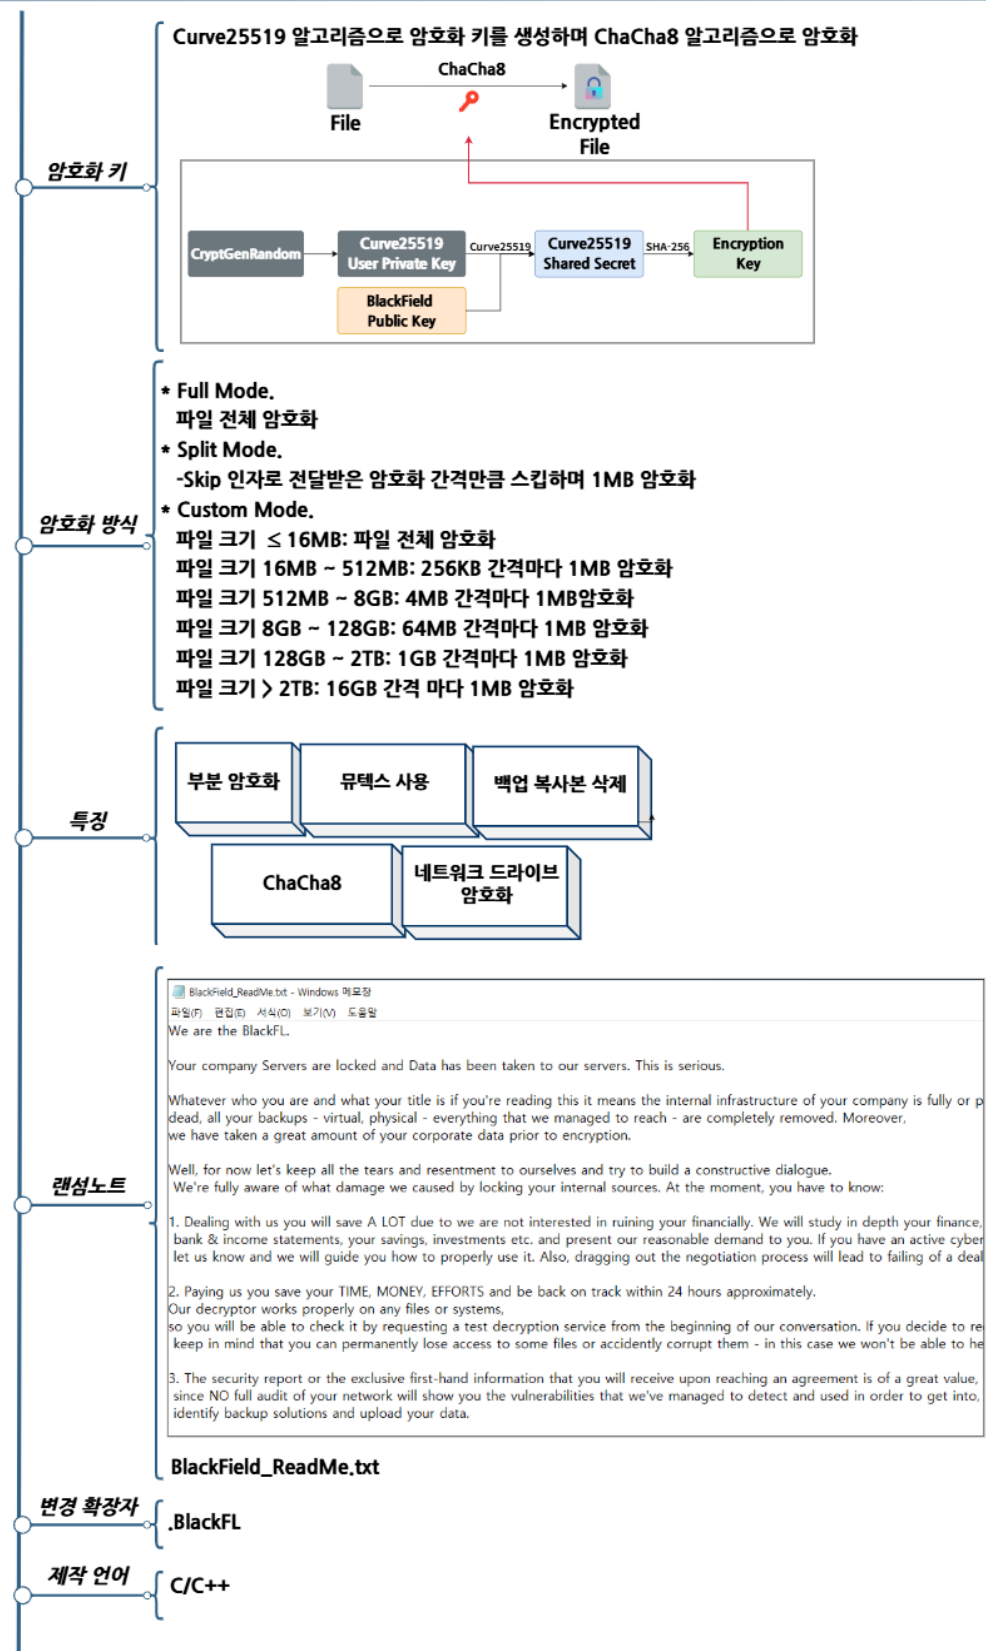 Curve25519 알고리즘으로 암호화 키를 생성하며 ChaCha8 알고리즘으로 암호화
ChaCha8
File
Encrypted
File
암호화 키
CryptGenRandom
Curve25519
User Private Key
Curve25519
Curve25519
Shared Secret
SHA-256
Encryption
Key
BlackField
Public Key
암호화 방식
* Full Mode.
파일 전체 암호화
* Split Mode.
-Skip 인자로 전달받은 암호화 간격만큼 스킵하며 1MB 암호화
* Custom Mode.
파일 크기 ≤ 16MB: 파일 전체 암호화
파일 크기 16MB ~ 512MB: 256KB 간격마다 1MB 암호화
파일 크기 512MB ~ 8GB: 4MB 간격마다 1MB암호화
파일 크기 8GB ~ 128GB: 64MB 간격마다 1MB 암호화
파일 크기 128GB ~ 2TB: 1GB 간격마다 1MB 암호화
파일 크기 > 2TB: 16GB 간격 마다 1MB 암호화
특징
부분 암호화
뮤텍스 사용
백업 복사본 삭제
ChaCha8
네트워크 드라이브
암호화
랜섬노트
BlackField_ReadMe.txt - Windows 메모장
파일(F) 편집(E) 서식(O) 보기(V) 도움말
We are the BlackFL.
Your company Servers are locked and Data has been taken to our servers. This is serious.
Whatever who you are and what your title is if you're reading this it means the internal infrastructure of your company is fully or p
dead, all your backups - virtual, physical - everything that we managed to reach - are completely removed. Moreover,
we have taken a great amount of your corporate data prior to encryption.
Well, for now let's keep all the tears and resentment to ourselves and try to build a constructive dialogue.
We're fully aware of what damage we caused by locking your internal sources. At the moment, you have to know:
1. Dealing with us you will save A LOT due to we are not interested in ruining your financially. We will study in depth your finance,
bank & income statements, your savings, investments etc. and present our reasonable demand to you. If you have an active cyber
let us know and we will guide you how to properly use it. Also, dragging out the negotiation process will lead to failing of a deal
2. Paying us you save your TIME, MONEY, EFFORTS and be back on track within 24 hours approximately.
Our decryptor works properly on any files or systems,
so you will be able to check it by requesting a test decryption service from the beginning of our conversation. If you decide to re
keep in mind that you can permanently lose access to some files or accidently corrupt them - in this case we won't be able to he
3. The security report or the exclusive first-hand information that you will receive upon reaching an agreement is of a great value,
since NO full audit of your network will show you the vulnerabilities that we've managed to detect and used in order to get into,
identify backup solutions and upload your data.
BlackField_ReadMe.txt
변경 확장자
.BlackFL
제작 언어
C/C++